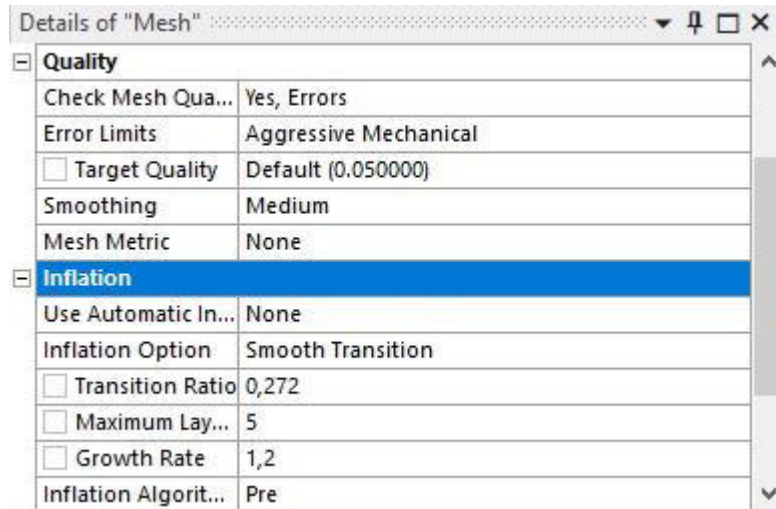 Details of "Mesh"
Quality
Check Mesh Qua... Yes, Errors
Error Limits Aggressive Mechanical
Target Quality Default (0.050000)
Smoothing Medium
Mesh Metric None
Inflation
Use Automatic In... None
Inflation Option Smooth Transition
Transition Ratio 0,272
Maximum Lay... 5
Growth Rate 1,2
Inflation Algorit... Pre